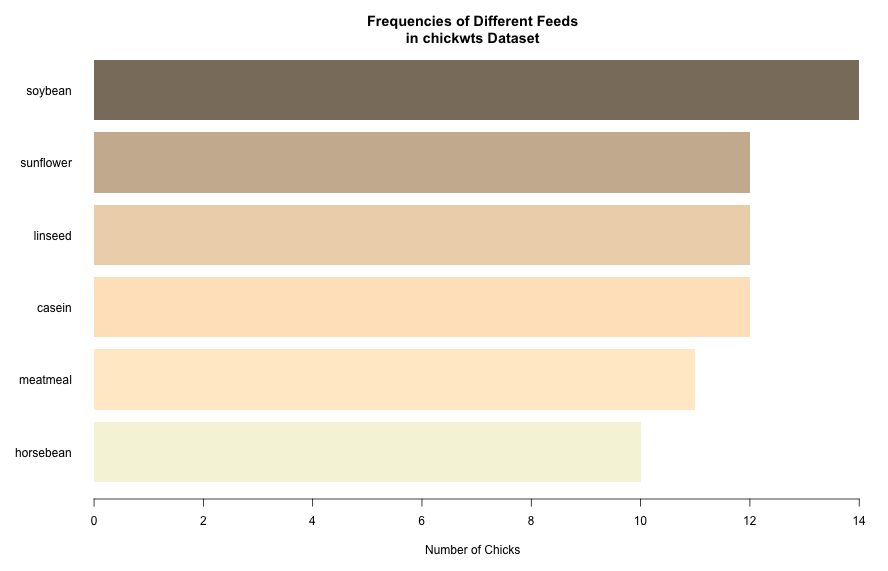 Frequencies of Different Feeds
in chickwts Dataset
soybean
sunflower
linseed
casein
meatmeal
horsebean
0 2 4 6 8 10 12 14
Number of Chicks